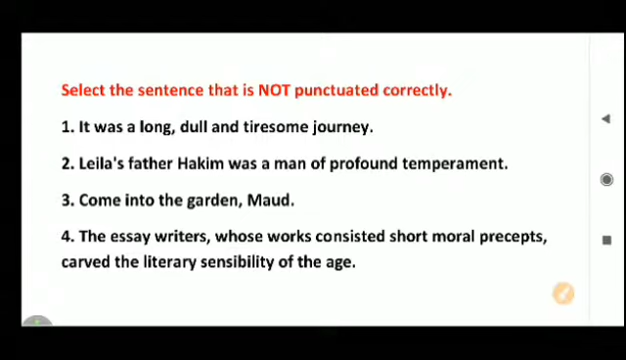 Select the sentence that is NOT punctuated correctly.
1. It was a long, dull and tiresome journey.
2. Leila's father Hakim was a man of profound temperament.
3. Come into the garden, Maud.
4. The essay writers, whose works consisted short moral precepts,
carved the literary sensibility of the age.